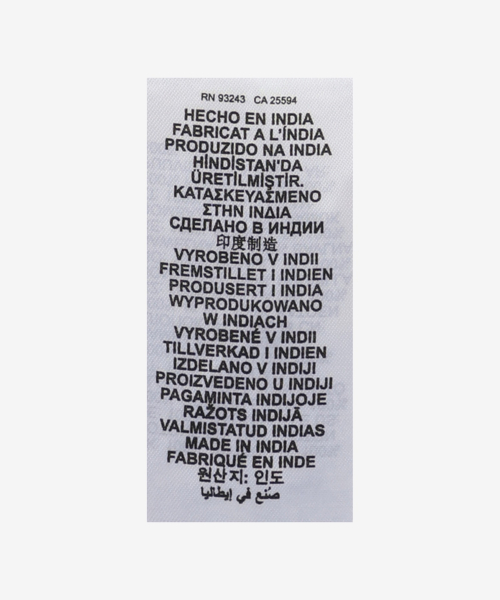 RN 93243 CA 25594
HECHO EN INDIA
FABRICAT A L'ÍNDIA
PRODUZIDO NA INDIA
HİNDİSTAN'DA
ÜRETİLMİŞTİR.
ΚΑΤΑΣΚΕΥΑΣΜΕΝΟ
ΣΤΗΝ ΙΝΔΙΑ
СДЕЛАНО В ИНДИИ
印度制造
VYROBENO V INDII
FREMSTILLET I INDIEN
PRODUSERT I INDIA
WYPRODUKOWANO
W INDIACH
VYROBENÉ V INDII
TILLVERKAD I INDIEN
IZDELANO V INDIJI
PROIZVEDENO U INDIJI
PAGAMINTA INDIJOJE
RAŽOTS INDIJĀ
VALMISTATUD INDIAS
MADE IN INDIA
FABRIQUÉ EN INDE
원산지: 인도
صُنع في إيطاليا